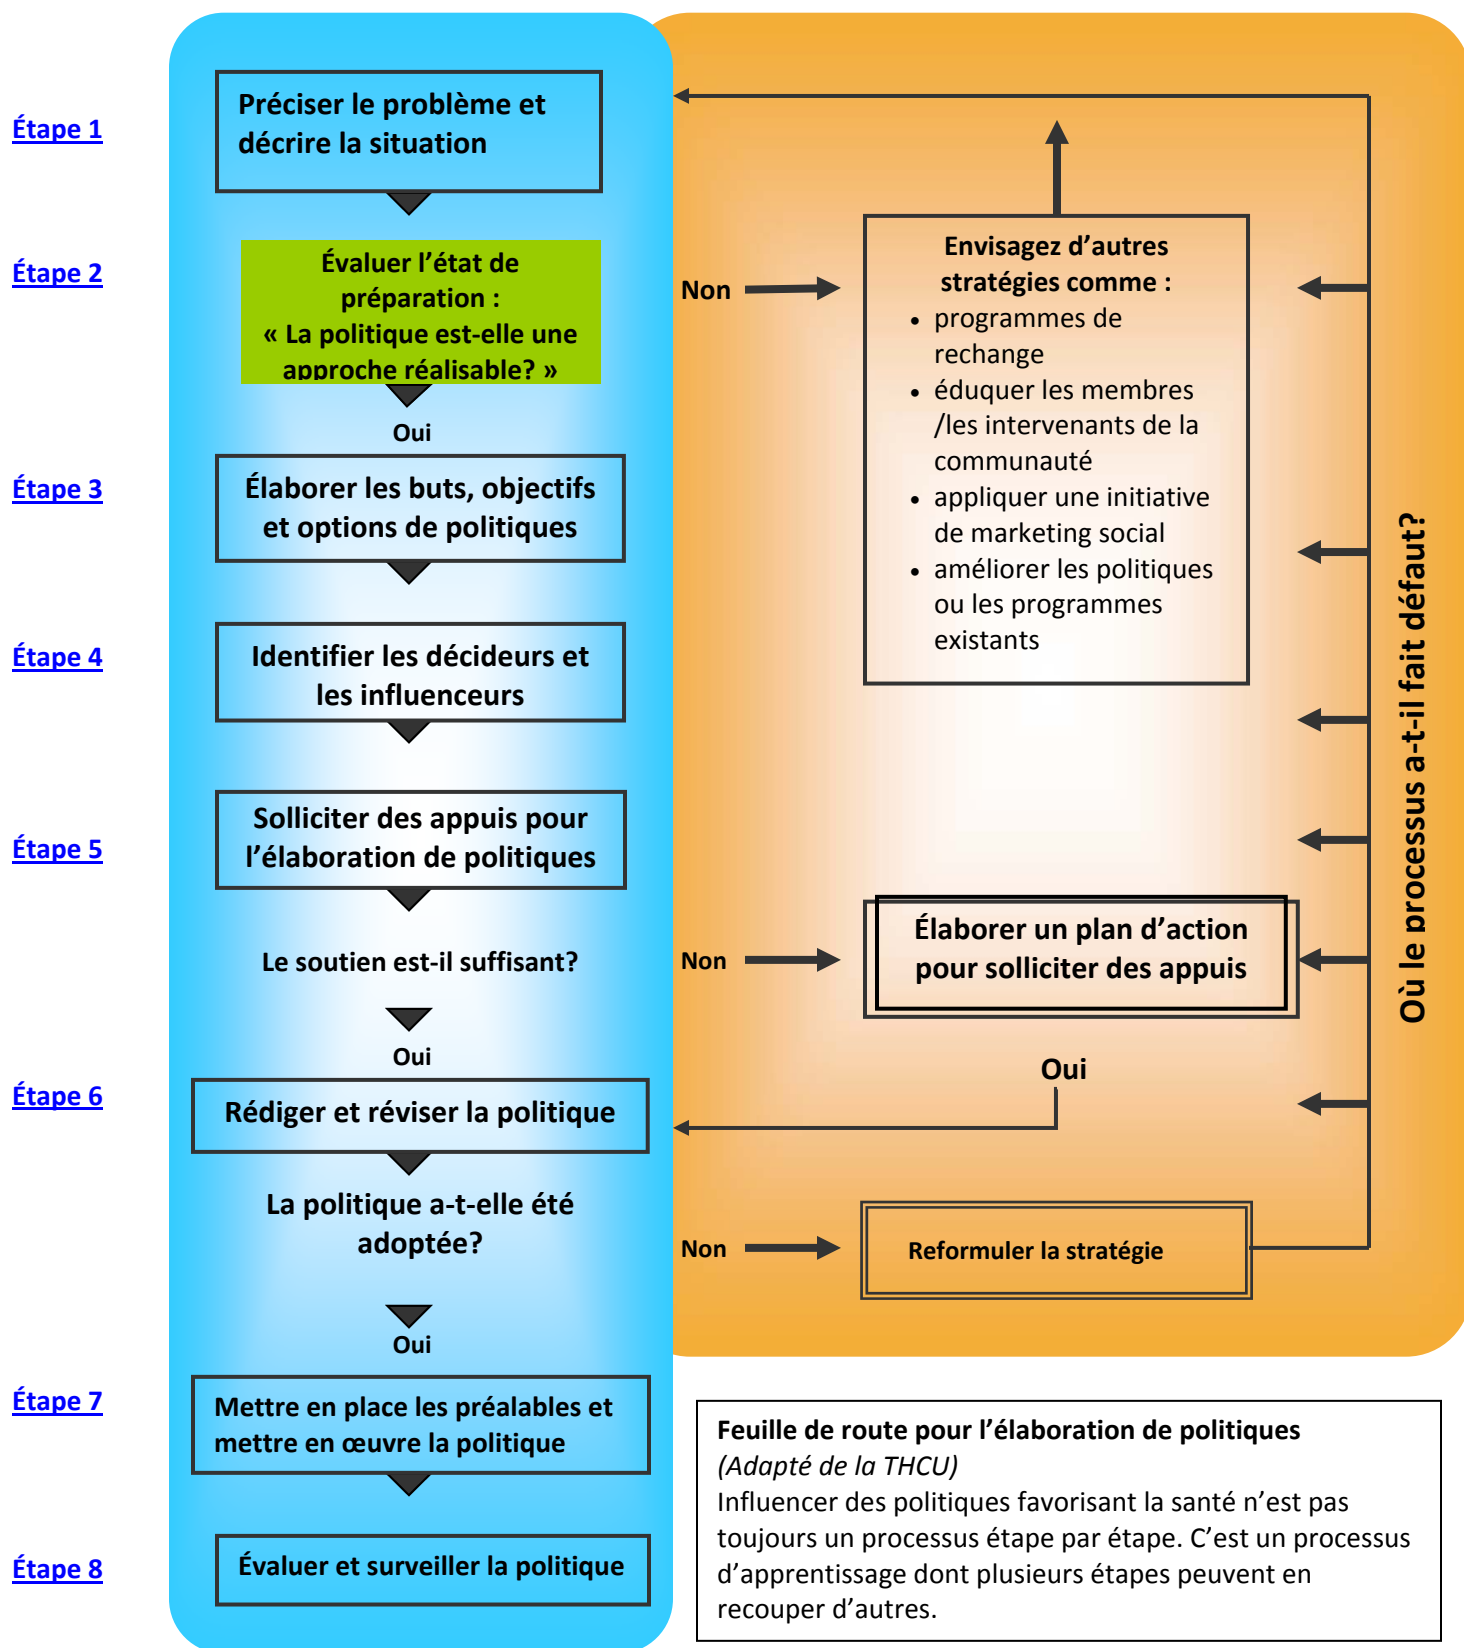 Étape 1
Préciser le problème et
décrire la situation
Étape 2
Évaluer l’état de
préparation :
« La politique est-elle une
approche réalisable? »
Non
Envisagez d’autres
stratégies comme :
• programmes de
rechange
• éduquer les membres
/les intervenants de la
communauté
• appliquer une initiative
de marketing social
• améliorer les politiques
ou les programmes
existants
Oui
Étape 3
Élaborer les buts, objectifs
et options de politiques
Étape 4
Identifier les décideurs et
les influenceurs
Étape 5
Solliciter des appuis pour
l’élaboration de politiques
Le soutien est-il suffisant?
Non
Élaborer un plan d’action
pour solliciter des appuis
Où le processus a-t-il fait défaut?
Oui
Oui
Étape 6
Rédiger et réviser la politique
La politique a-t-elle été
adoptée?
Non
Reformuler la stratégie
Oui
Étape 7
Mettre en place les préalables et
mettre en œuvre la politique
Étape 8
Évaluer et surveiller la politique
Feuille de route pour l’élaboration de politiques
(Adapté de la THCU)
Influencer des politiques favorisant la santé n’est pas
toujours un processus étape par étape. C’est un processus
d’apprentissage dont plusieurs étapes peuvent en
recouper d’autres.